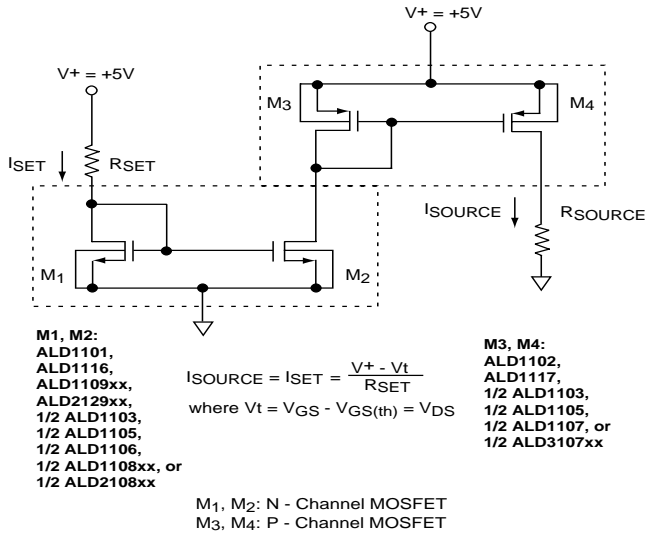 V+ = +5V
V+ = +5V
M3
M4
ISET
RSET
ISOURCE
RSOURCE
M1
M2
M1, M2:
ALD1101,
ALD1116,
ALD1109xx,
ALD2129xx,
1/2 ALD1103,
1/2 ALD1105,
1/2 ALD1106,
1/2 ALD1108xx, or
1/2 ALD2108xx
ISOURCE = ISET = V+ - Vt
RSET
where Vt = VGS - VGS(th) = VDS
M3, M4:
ALD1102,
ALD1117,
1/2 ALD1103,
1/2 ALD1105,
1/2 ALD1107, or
1/2 ALD3107xx
M1, M2: N - Channel MOSFET
M3, M4: P - Channel MOSFET